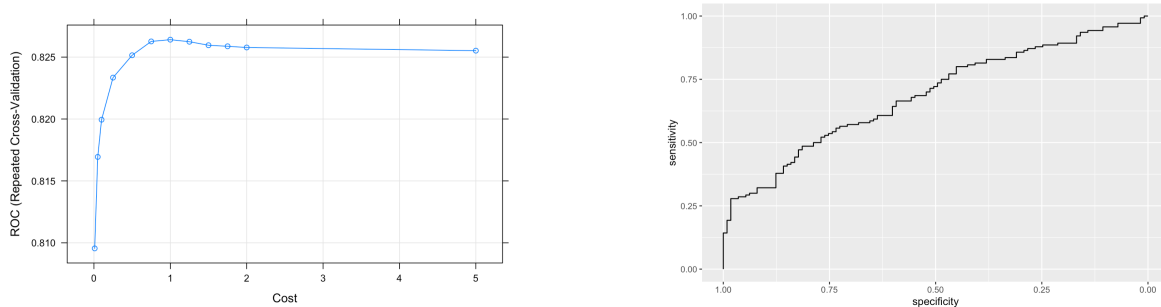 ROC (Repeated Cross-Validation)
0.825
0.820
0.815
0.810
0 1 2 3 4 5
Cost
sensitivity
1.00
0.75
0.50
0.25
0.00
1.00 0.75 0.50 0.25 0.00
specificity